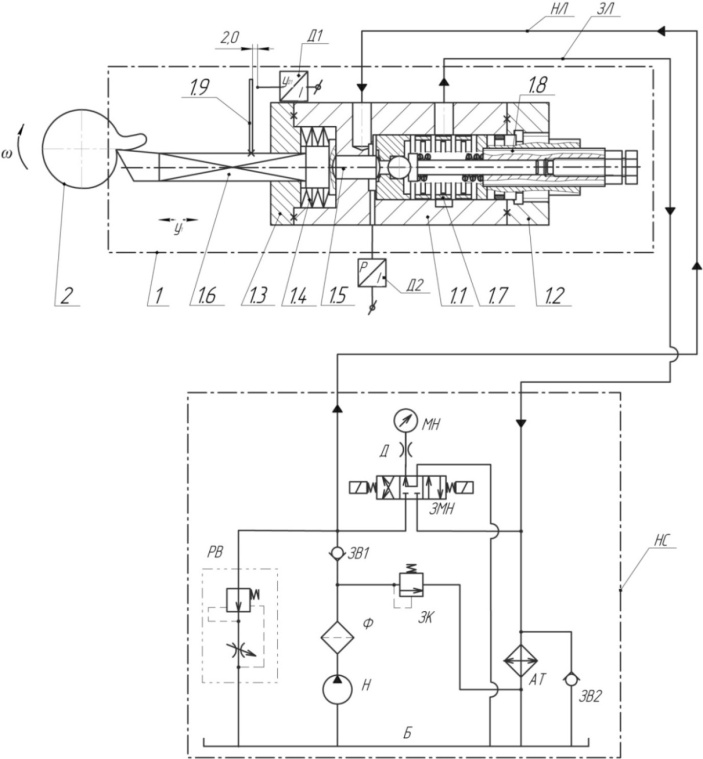 НЛ
ЗЛ
2,0
Д1
Уп
I
1.9
1.8
ω
y
P
I
Д2
2
1
1.6
1.3
1.4
1.5
1.1
1.7
1.2
МН
Д
ЗМН
НС
РВ
ЗВ1
ЗК
Ф
Н
АТ
ЗВ2
Б